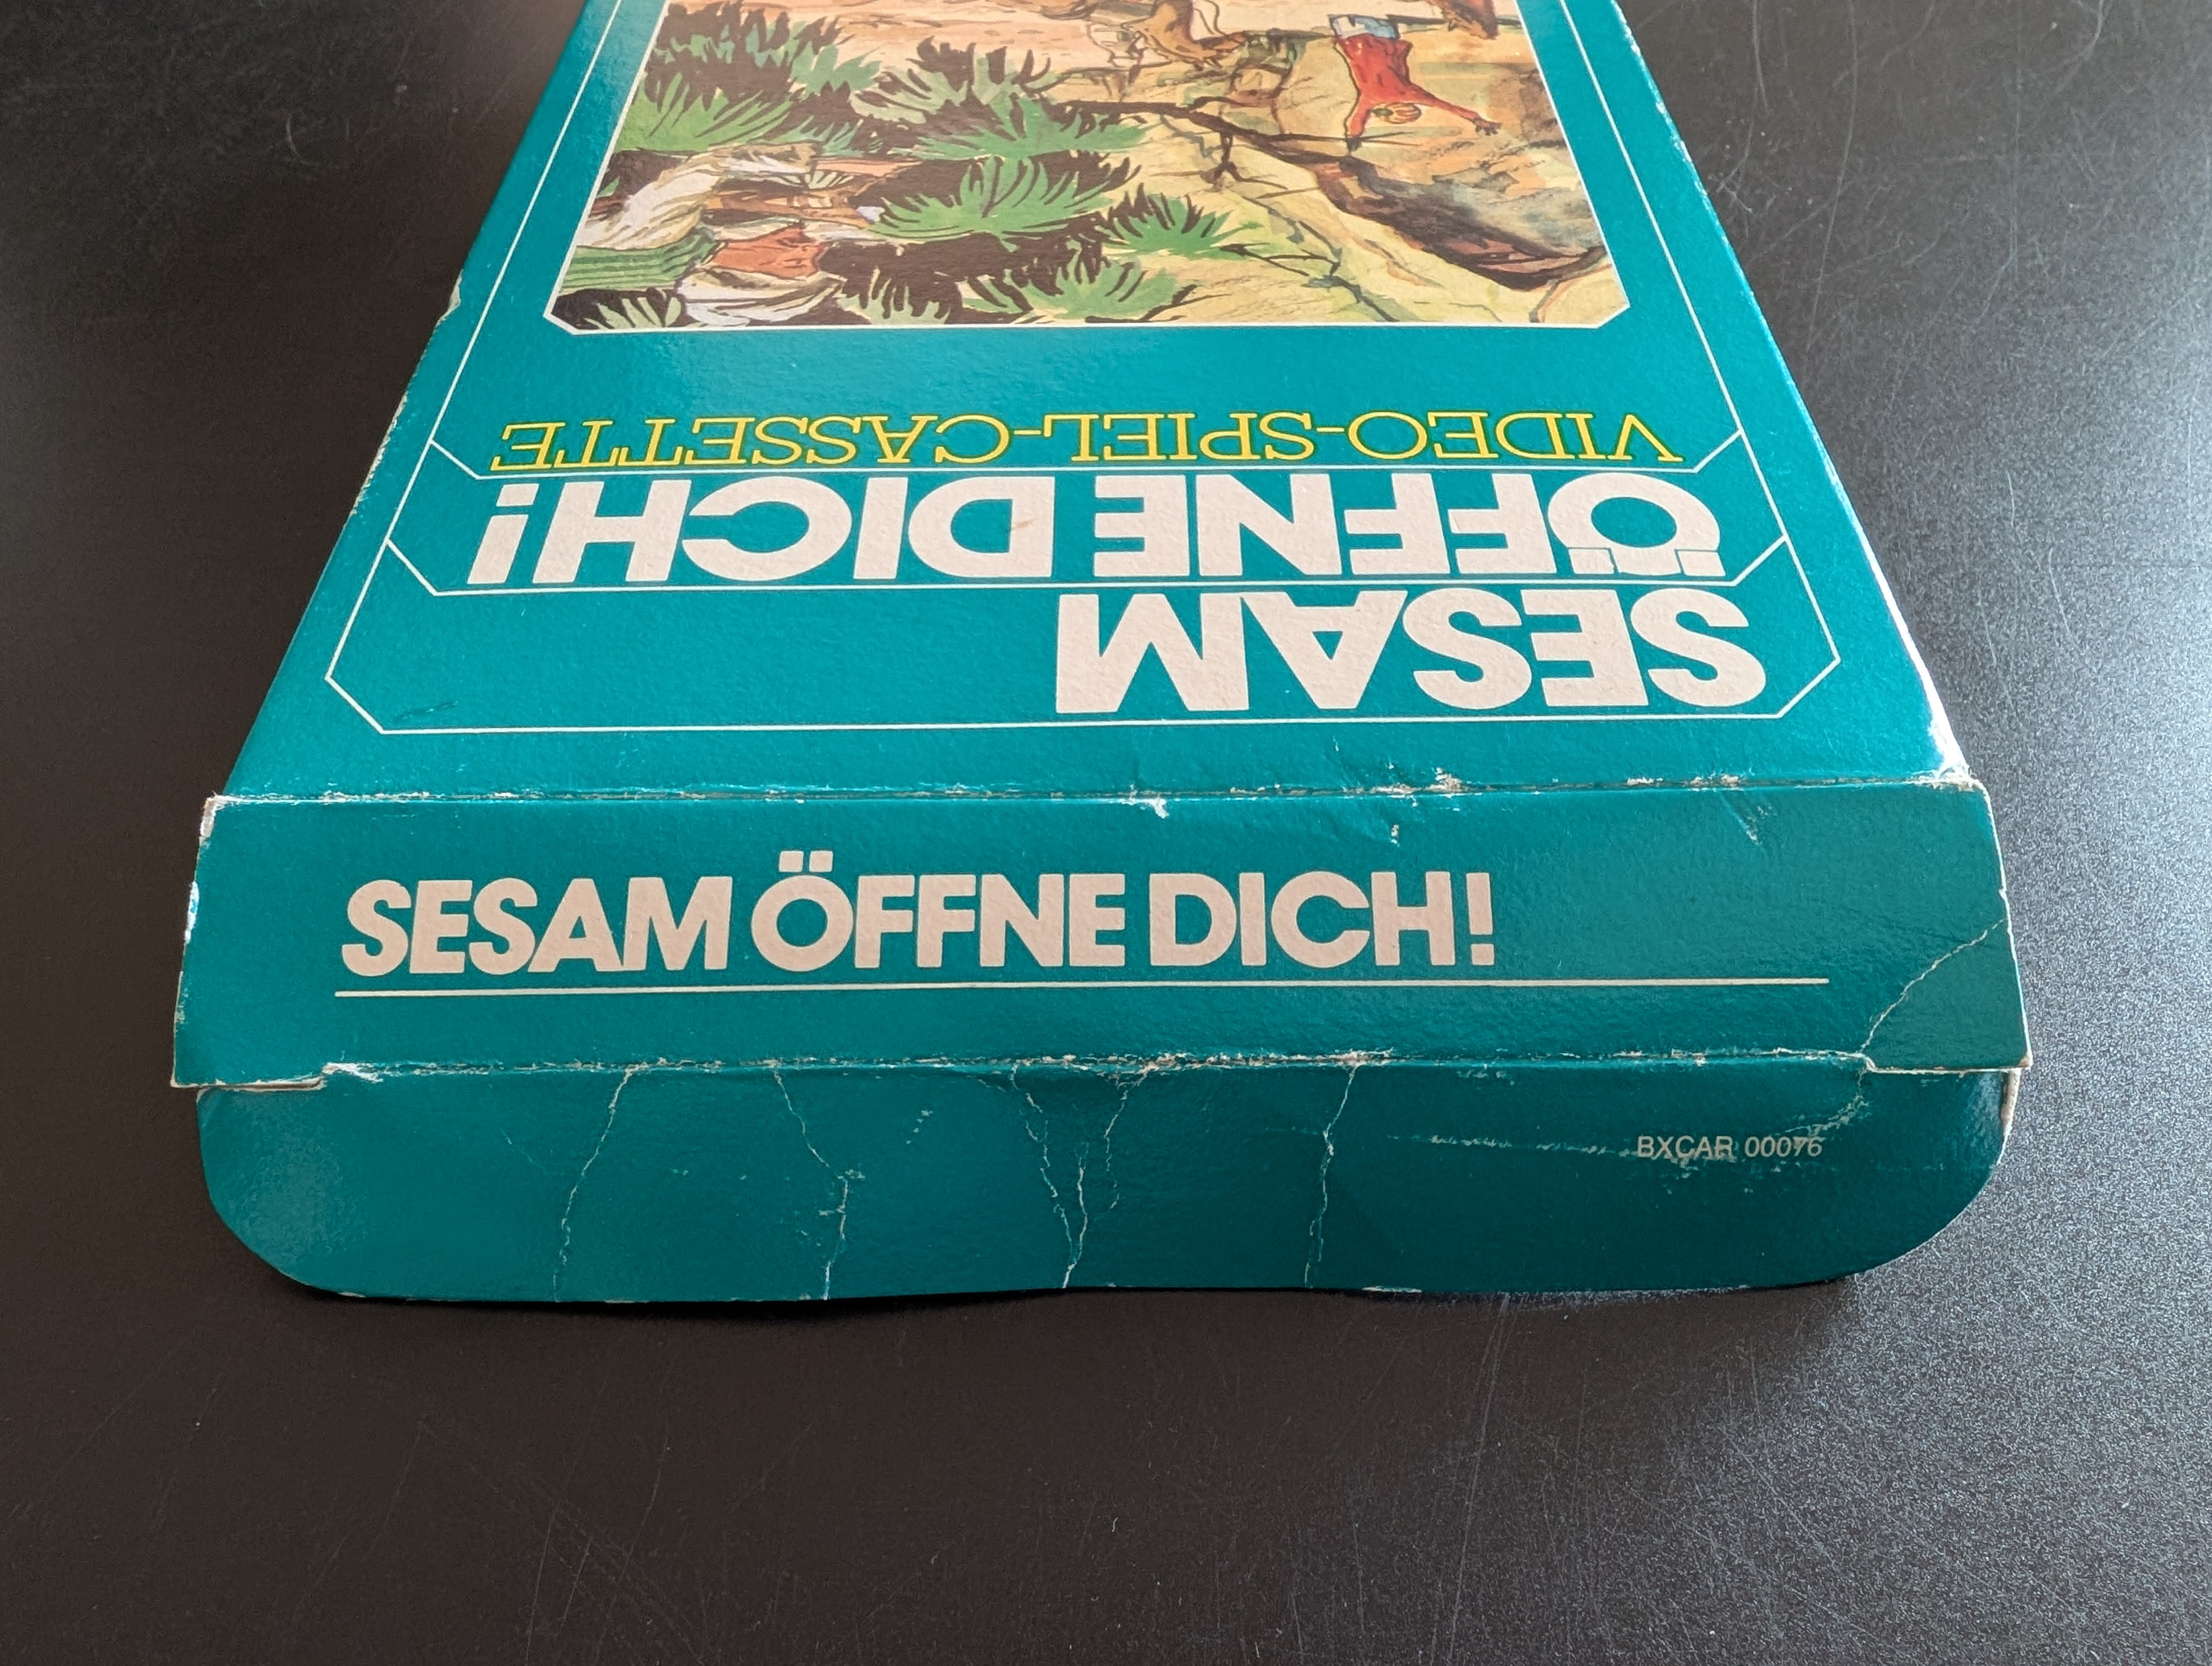 SESAM
ÖFFNE DICH!
VIDEO-SPIEL-CASSETTE
SESAM ÖFFNE DICH!
BXCAR 00076